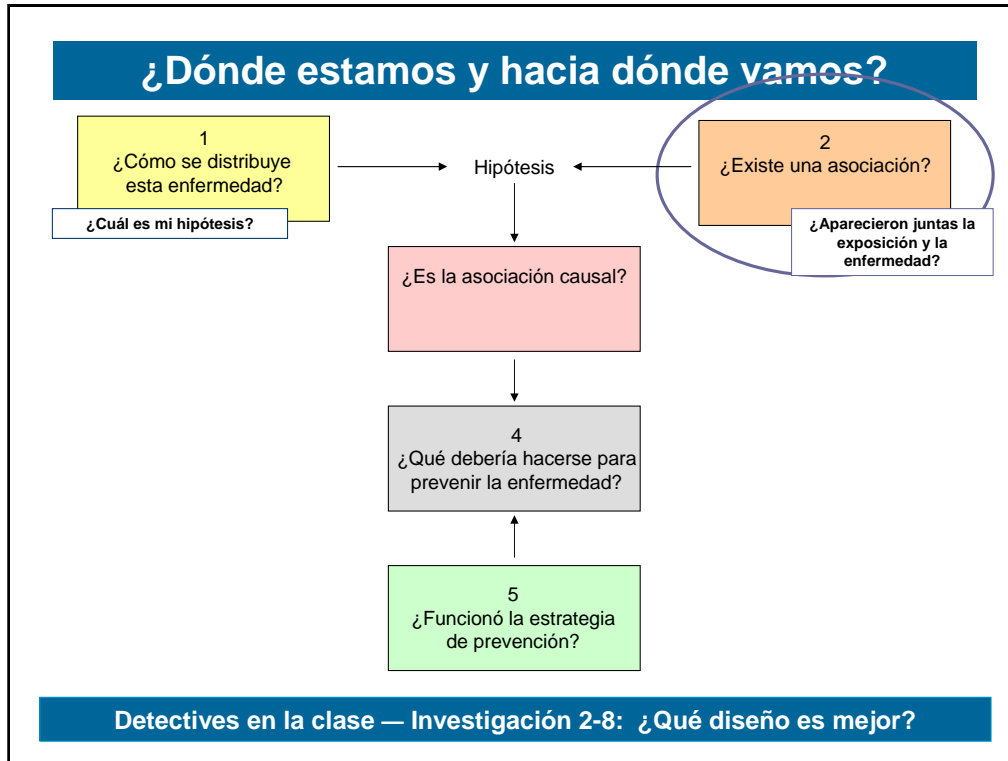 ¿Dónde estamos y hacia dónde vamos?
1
¿Cómo se distribuye
esta enfermedad?
¿Cuál es mi hipótesis?
Hipótesis
2
¿Existe una asociación?
¿Aparecieron juntas la
exposición y la
enfermedad?
¿Es la asociación causal?
4
¿Qué debería hacerse para
prevenir la enfermedad?
5
¿Funcionó la estrategia
de prevención?
Detectives en la clase — Investigación 2-8: ¿Qué diseño es mejor?